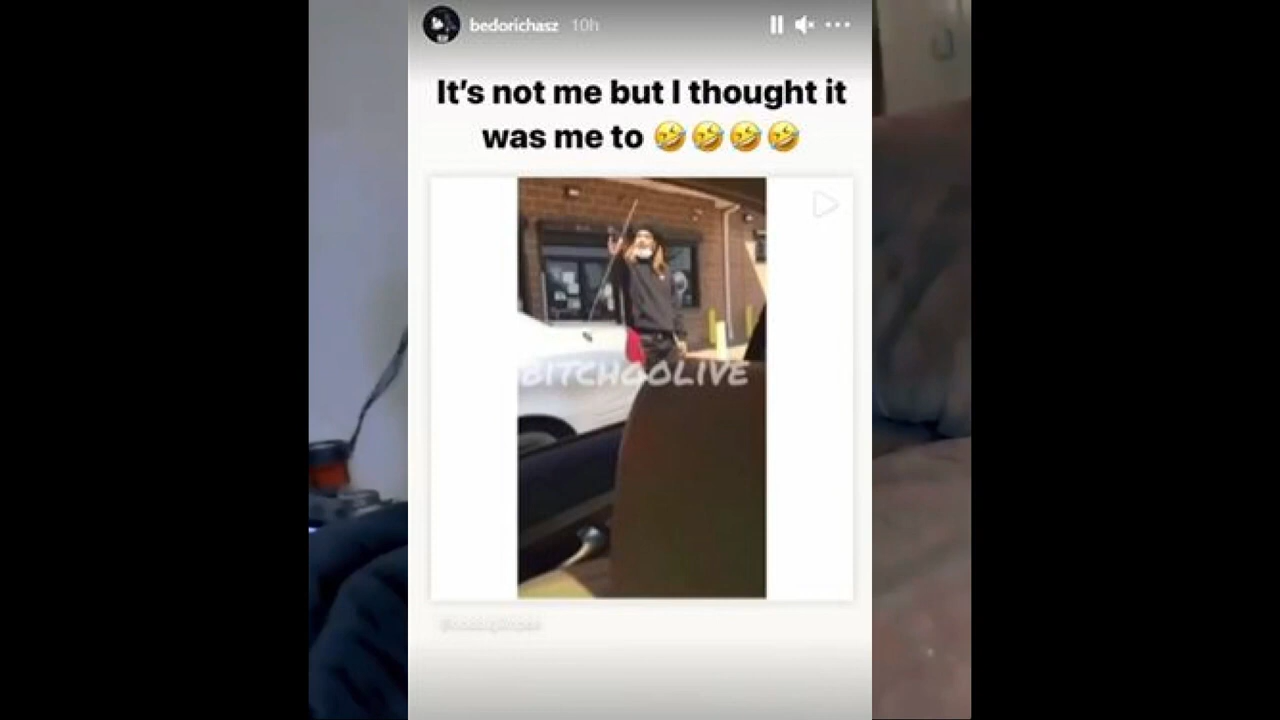 bedorichasz 10h
It's not me but I thought it
was me to 🤣🤣🤣🤣
BITCHGOLIVE